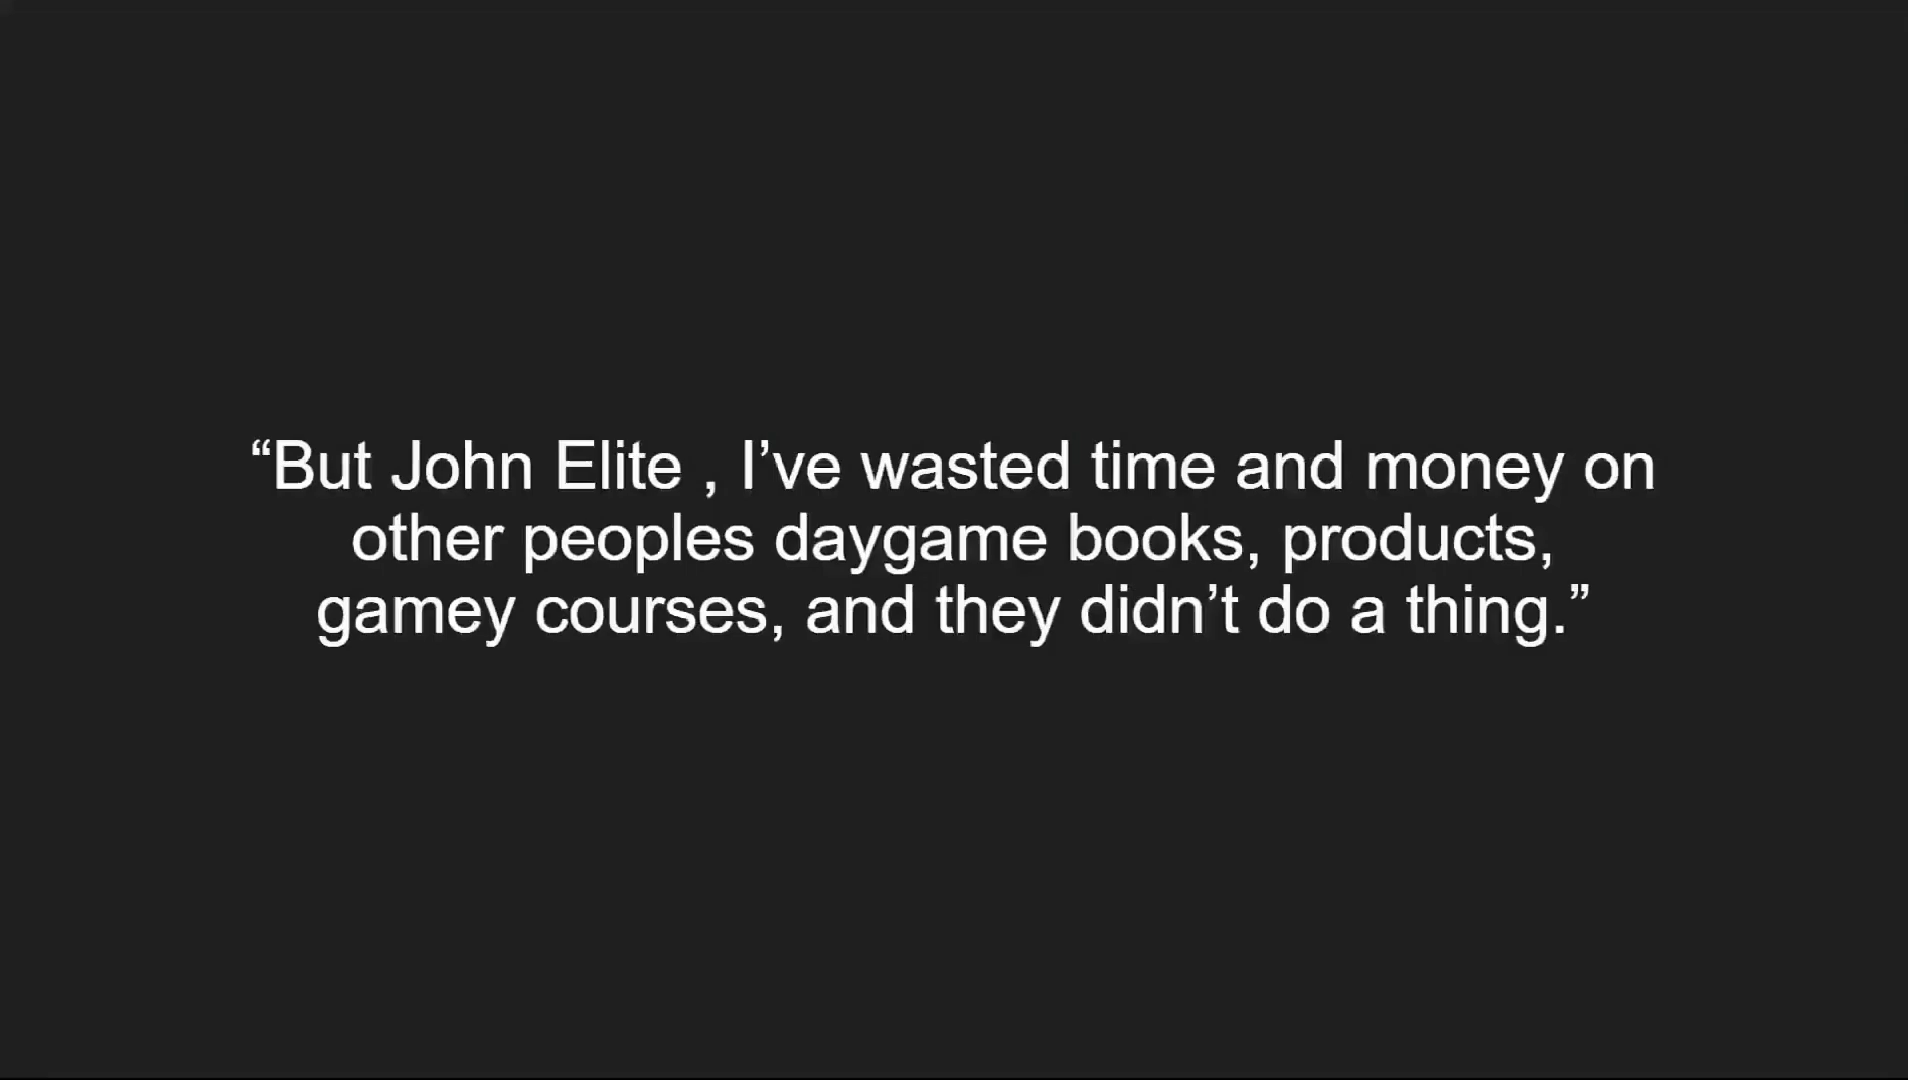 “But John Elite , I’ve wasted time and money on
other peoples daygame books, products,
gamey courses, and they didn’t do a thing.”